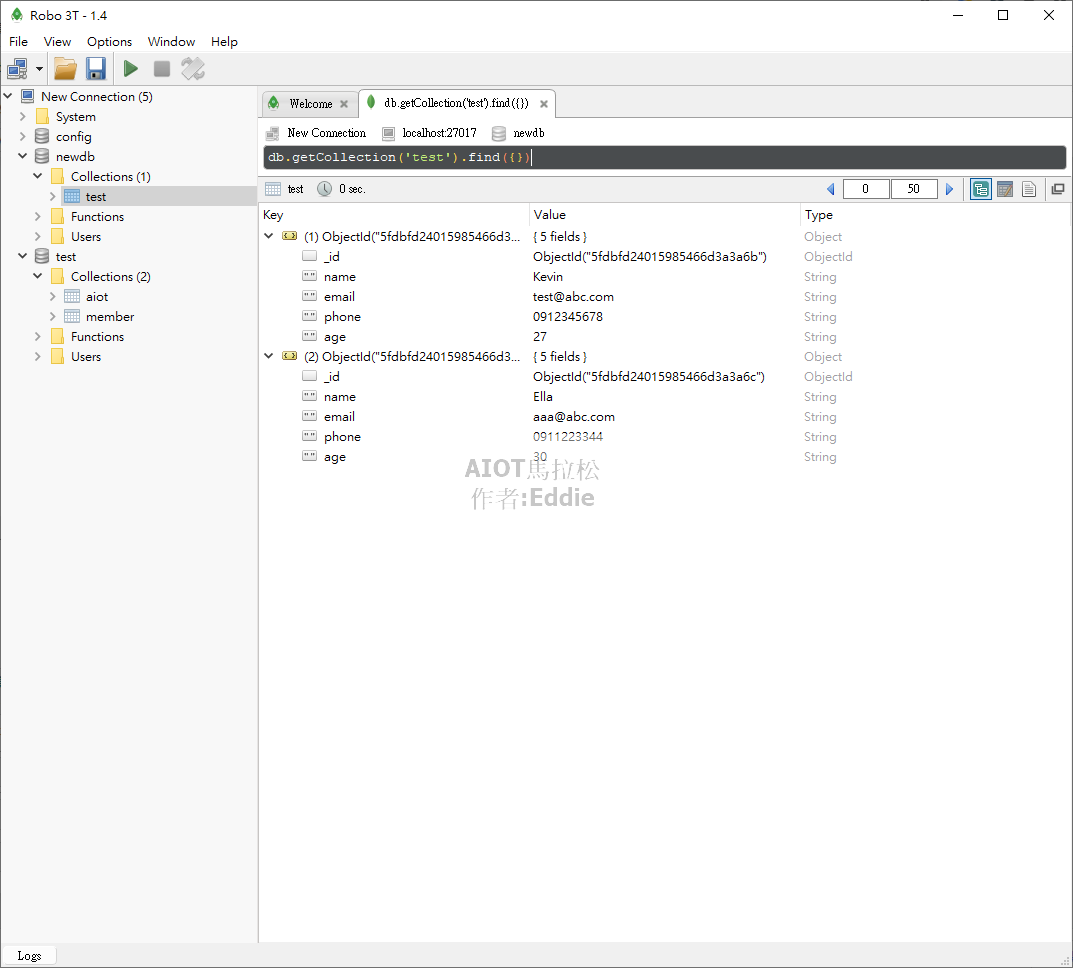 Robo 3T - 1.4
File View Options Window Help
New Connection (5)
System
config
newdb
Collections (1)
test
Functions
Users
test
Collections (2)
aiot
member
Functions
Users
Welcome db.getCollection('test').find({})
New Connection localhost:27017 newdb
db.getCollection('test').find({})
test 0 sec. 0 50
Key Value Type
(1) ObjectId("5fdbfd24015985466d3... { 5 fields } Object
_id ObjectId("5fdbfd24015985466d3a3a6b") ObjectId
name Kevin String
email test@abc.com String
phone 0912345678 String
age 27 String
(2) ObjectId("5fdbfd24015985466d3... { 5 fields } Object
_id ObjectId("5fdbfd24015985466d3a3a6c") ObjectId
name Ella String
email aaa@abc.com String
phone 0911223344 String
age 30 String
AIOT馬拉松
作者:Eddie
Logs